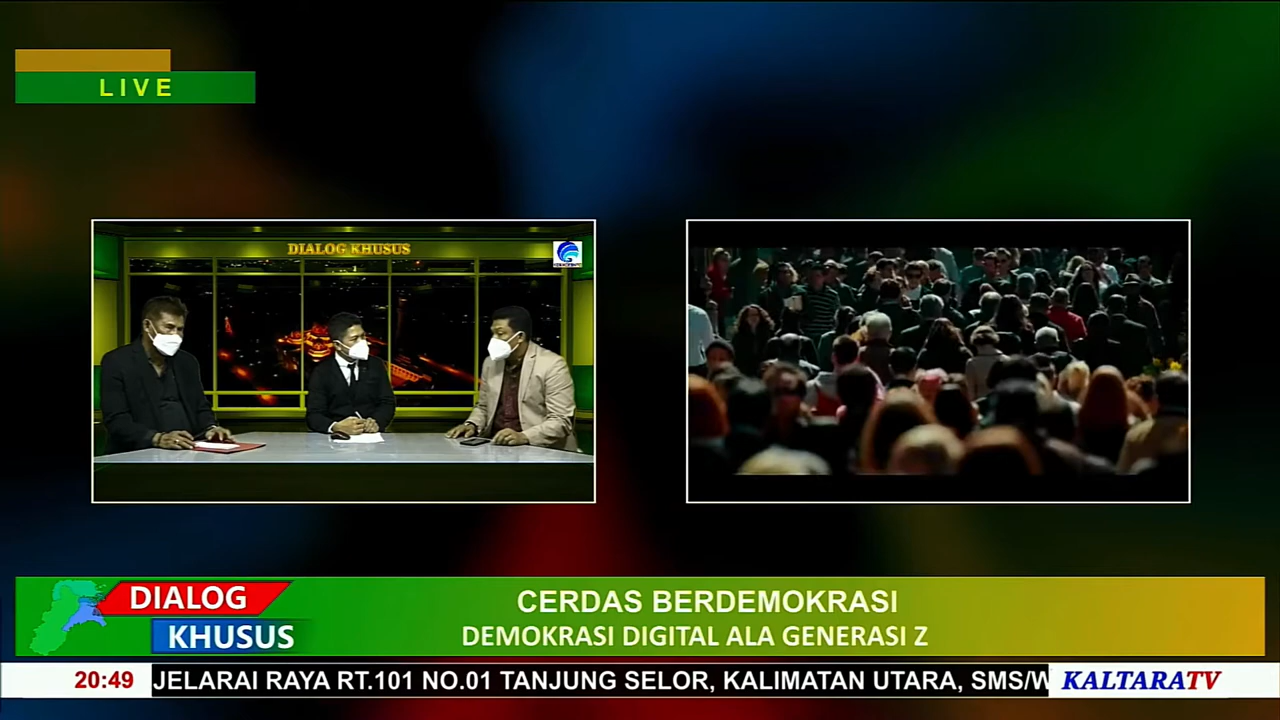 LIVE
DIALOG KHUSUS
DIALOG
KHUSUS
CERDAS BERDEMOKRASI
DEMOKRASI DIGITAL ALA GENERASI Z
20:49
JELARAI RAYA RT.101 NO.01 TANJUNG SELOR, KALIMATAN UTARA, SMS/W
KALTARATV